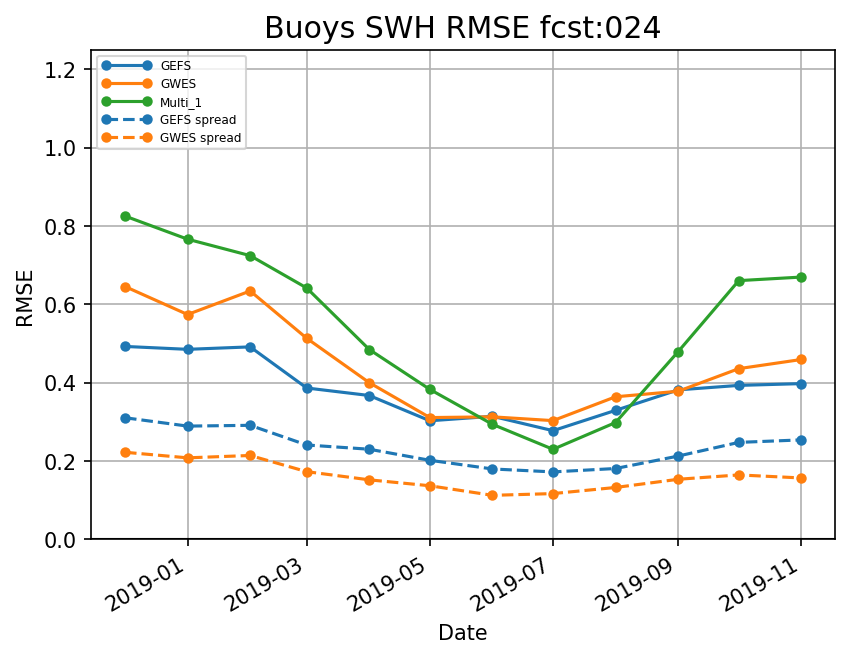 Buoys SWH RMSE fcst:024
GEFS
GWES
Multi_1
GEFS spread
GWES spread
1.2
1.0
0.8
0.6
0.4
0.2
0.0
RMSE
2019-01
2019-03
2019-05
2019-07
2019-09
2019-11
Date